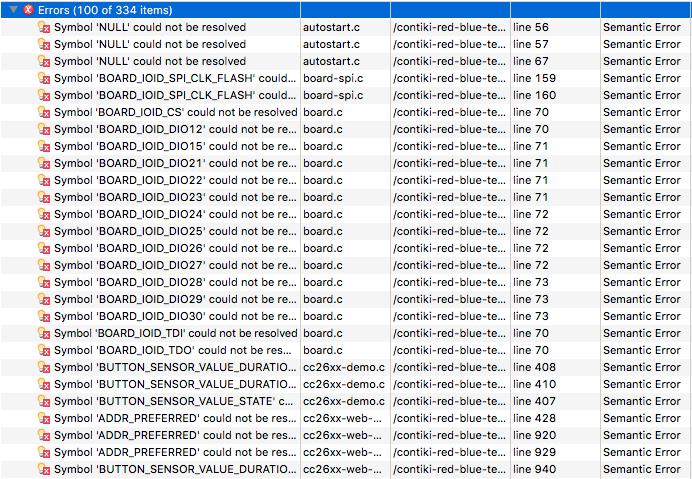 Errors (100 of 334 items)
Symbol 'NULL' could not be resolved autostart.c /contiki-red-blue-te... line 56 Semantic Error
Symbol 'NULL' could not be resolved autostart.c /contiki-red-blue-te... line 57 Semantic Error
Symbol 'NULL' could not be resolved autostart.c /contiki-red-blue-te... line 67 Semantic Error
Symbol 'BOARD_IOID_SPI_CLK_FLASH' could... board-spi.c /contiki-red-blue-te... line 159 Semantic Error
Symbol 'BOARD_IOID_SPI_CLK_FLASH' could... board-spi.c /contiki-red-blue-te... line 160 Semantic Error
Symbol 'BOARD_IOID_CS' could not be resolved board.c /contiki-red-blue-te... line 70 Semantic Error
Symbol 'BOARD_IOID_DIO12' could not be re... board.c /contiki-red-blue-te... line 70 Semantic Error
Symbol 'BOARD_IOID_DIO15' could not be re... board.c /contiki-red-blue-te... line 71 Semantic Error
Symbol 'BOARD_IOID_DIO21' could not be re... board.c /contiki-red-blue-te... line 71 Semantic Error
Symbol 'BOARD_IOID_DIO22' could not be re... board.c /contiki-red-blue-te... line 71 Semantic Error
Symbol 'BOARD_IOID_DIO23' could not be re... board.c /contiki-red-blue-te... line 71 Semantic Error
Symbol 'BOARD_IOID_DIO24' could not be re... board.c /contiki-red-blue-te... line 72 Semantic Error
Symbol 'BOARD_IOID_DIO25' could not be re... board.c /contiki-red-blue-te... line 72 Semantic Error
Symbol 'BOARD_IOID_DIO26' could not be re... board.c /contiki-red-blue-te... line 72 Semantic Error
Symbol 'BOARD_IOID_DIO27' could not be re... board.c /contiki-red-blue-te... line 72 Semantic Error
Symbol 'BOARD_IOID_DIO28' could not be re... board.c /contiki-red-blue-te... line 73 Semantic Error
Symbol 'BOARD_IOID_DIO29' could not be re... board.c /contiki-red-blue-te... line 73 Semantic Error
Symbol 'BOARD_IOID_DIO30' could not be re... board.c /contiki-red-blue-te... line 73 Semantic Error
Symbol 'BOARD_IOID_TDI' could not be resolved board.c /contiki-red-blue-te... line 70 Semantic Error
Symbol 'BOARD_IOID_TDO' could not be res... board.c /contiki-red-blue-te... line 70 Semantic Error
Symbol 'BUTTON_SENSOR_VALUE_DURATIO... cc26xx-demo.c /contiki-red-blue-te... line 408 Semantic Error
Symbol 'BUTTON_SENSOR_VALUE_DURATIO... cc26xx-demo.c /contiki-red-blue-te... line 410 Semantic Error
Symbol 'BUTTON_SENSOR_VALUE_STATE' c... cc26xx-demo.c /contiki-red-blue-te... line 407 Semantic Error
Symbol 'ADDR_PREFERRED' could not be res... cc26xx-web-... /contiki-red-blue-te... line 428 Semantic Error
Symbol 'ADDR_PREFERRED' could not be res... cc26xx-web-... /contiki-red-blue-te... line 920 Semantic Error
Symbol 'ADDR_PREFERRED' could not be res... cc26xx-web-... /contiki-red-blue-te... line 929 Semantic Error
Symbol 'BUTTON_SENSOR_VALUE_DURATIO... cc26xx-web-... /contiki-red-blue-te... line 940 Semantic Error